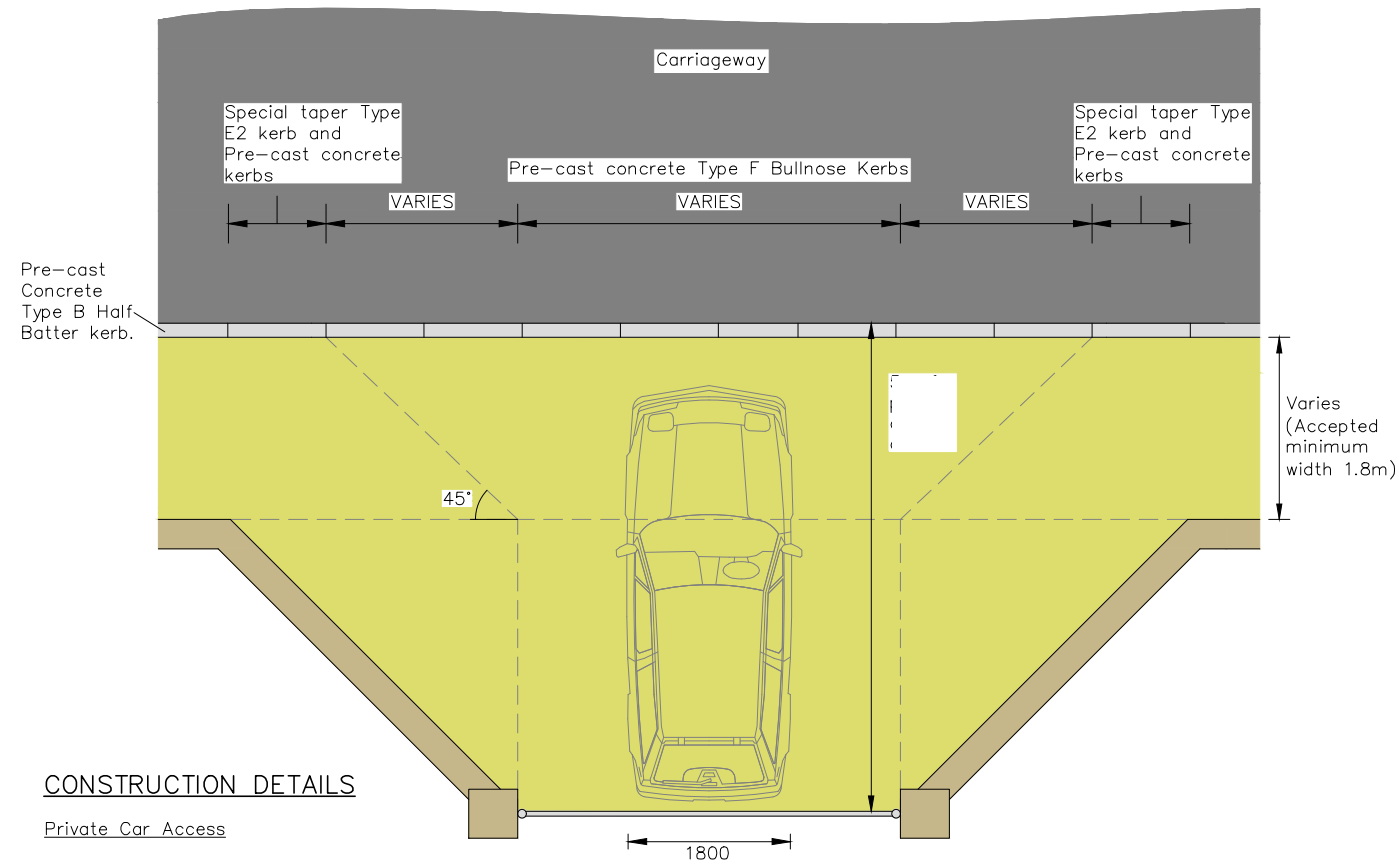 Carriageway
Special taper Type
E2 kerb and
Pre-cast concrete
kerbs
Special taper Type
E2 kerb and
Pre-cast concrete
kerbs
Pre-cast concrete Type F Bullnose Kerbs
VARIES
VARIES
VARIES
Pre-cast
Concrete
Type B Half
Batter kerb.
Varies
(Accepted
minimum
width 1.8m)
45°
CONSTRUCTION DETAILS
Private Car Access
1800